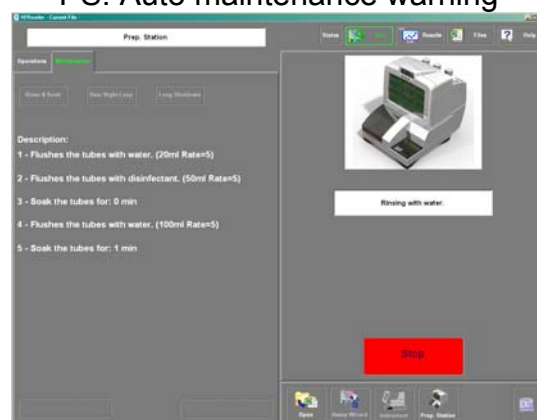 PS: Auto maintenance warning
Prep. Station
Status
Results
Files
Help
Operations
Maintenance
Rinse & Soak
Over Night Loop
Long Shutdown
Description:
1 - Flushes the tubes with water. (20ml Rate=5)
2 - Flushes the tubes with disinfectant. (50ml Rate=5)
3 - Soak the tubes for: 0 min
4 - Flushes the tubes with water. (100ml Rate=5)
5 - Soak the tubes for: 1 min
Rinsing with water.
Stop
Open
Assay Wizard
Instrument
Prep. Station
EXIT